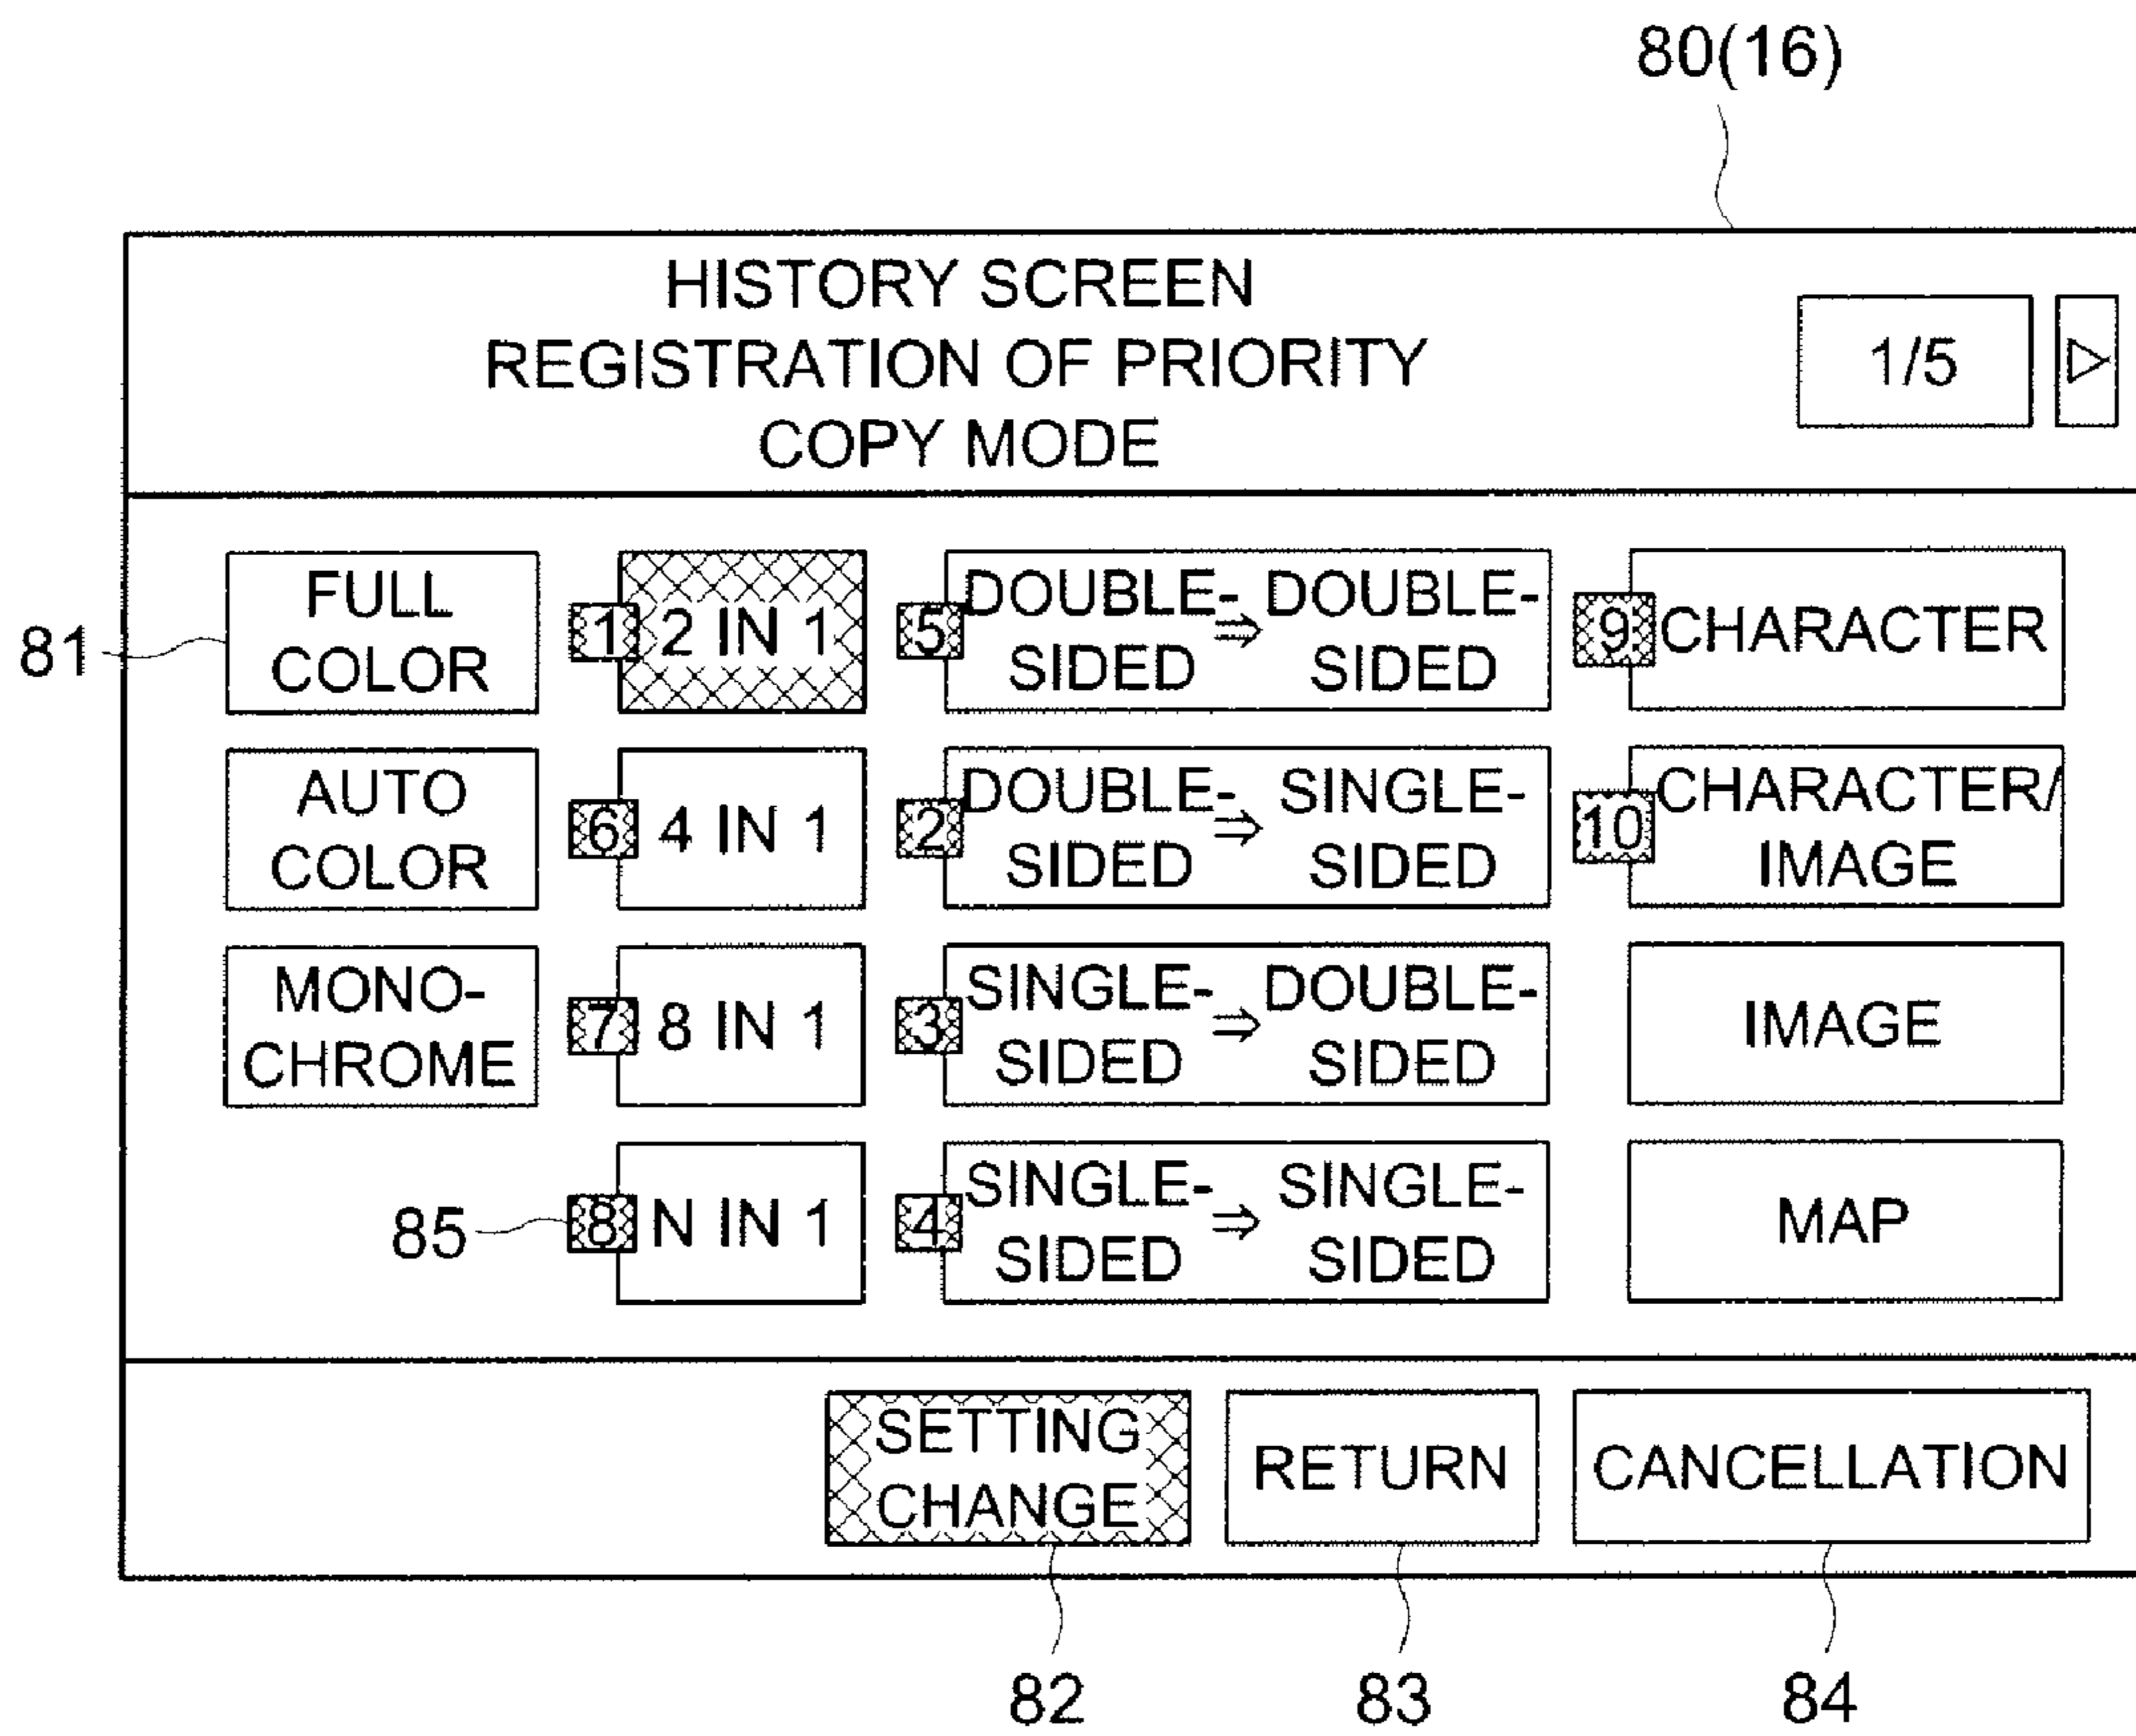 80(16)
HISTORY SCREEN
REGISTRATION OF PRIORITY
COPY MODE
1/5
81
FULL
COLOR
1
2 IN 1
5
DOUBLE-
SIDED
⇒
DOUBLE-
SIDED
9
CHARACTER
AUTO
COLOR
6
4 IN 1
2
DOUBLE-
SIDED
⇒
SINGLE-
SIDED
10
CHARACTER/
IMAGE
MONO-
CHROME
7
8 IN 1
3
SINGLE-
SIDED
⇒
DOUBLE-
SIDED
IMAGE
85
8
N IN 1
4
SINGLE-
SIDED
⇒
SINGLE-
SIDED
MAP
SETTING
CHANGE
RETURN
CANCELLATION
82
83
84